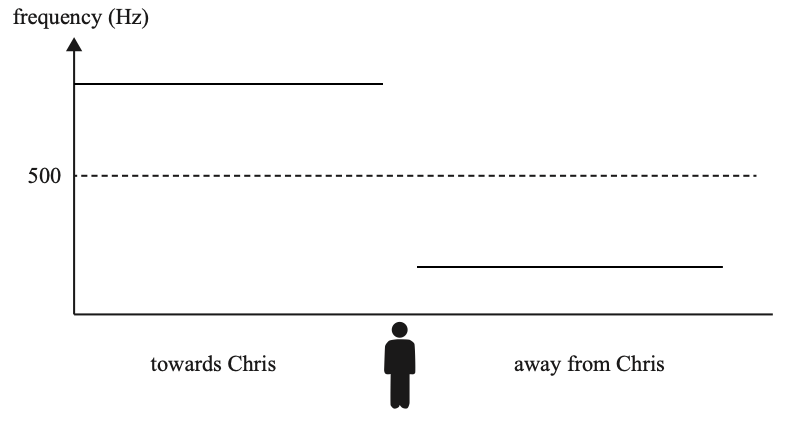 frequency (Hz)
500
towards Chris
away from Chris